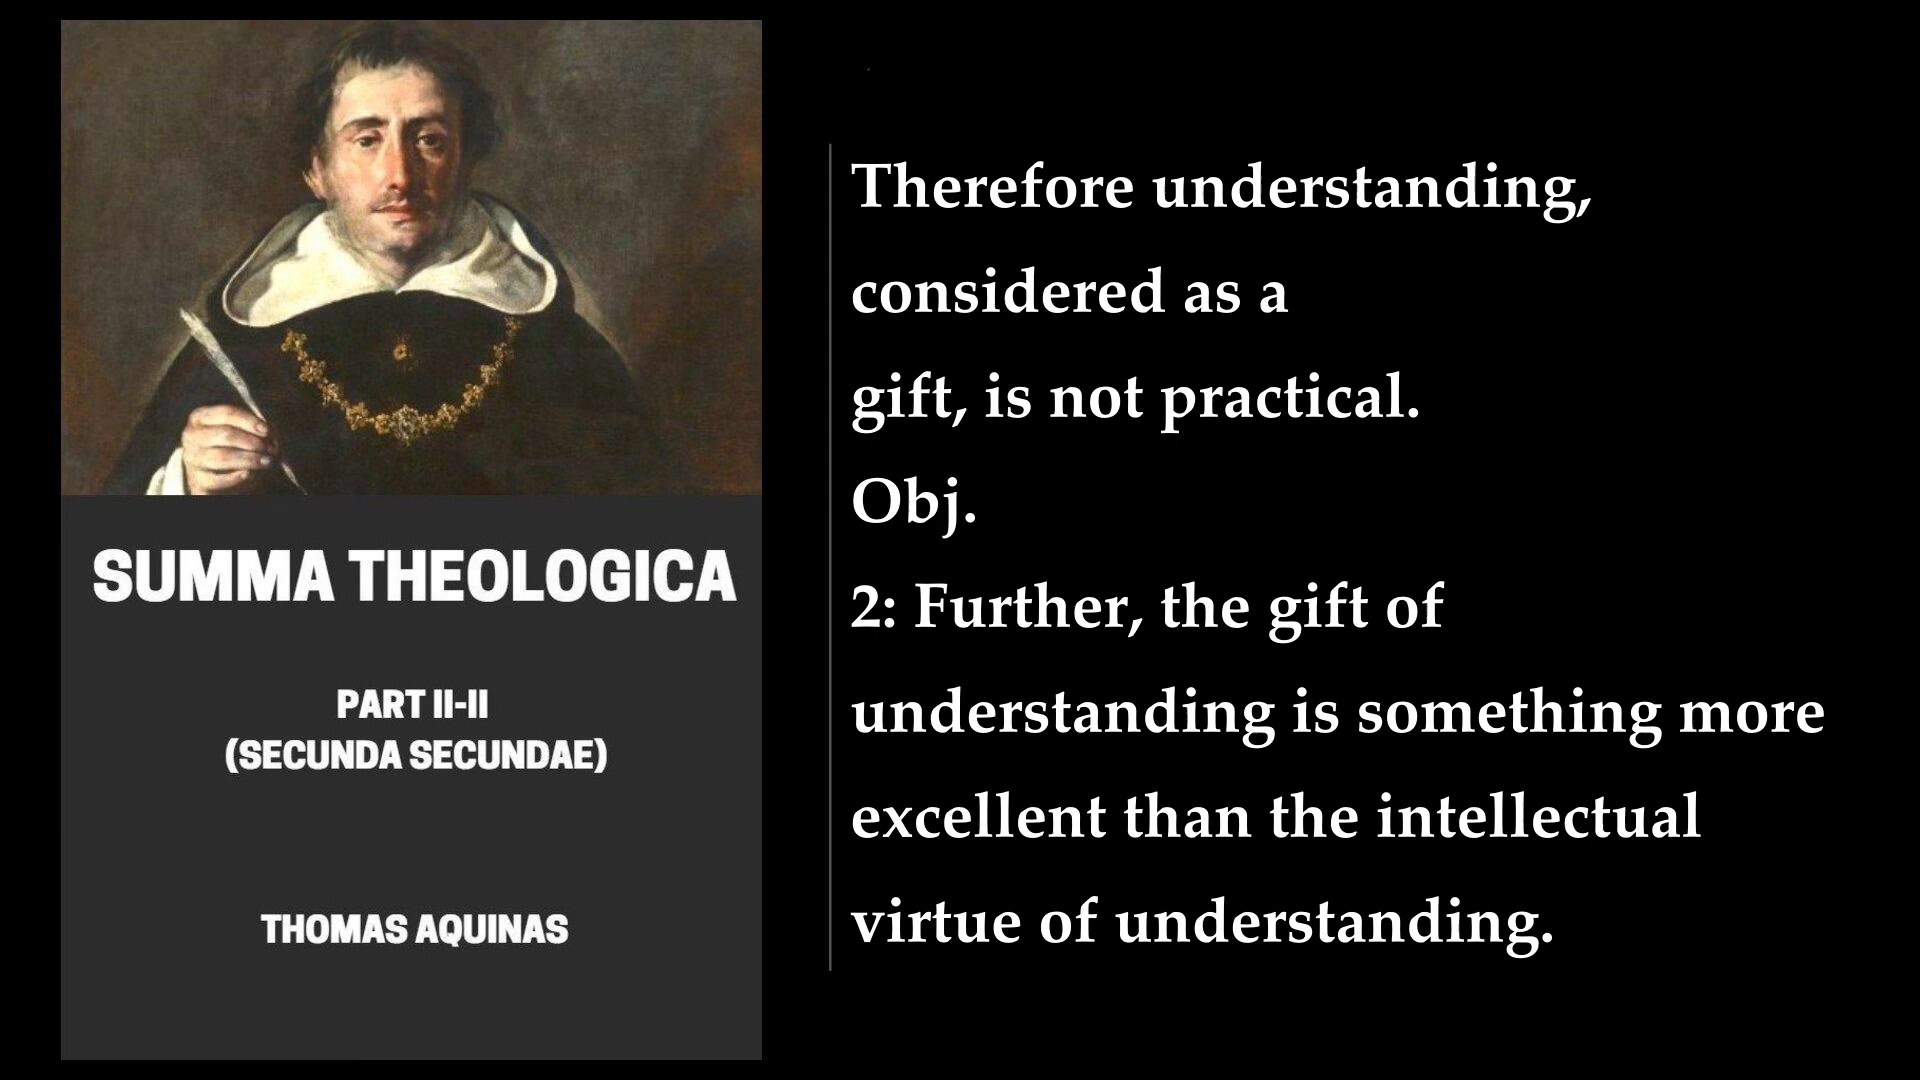 SUMMA THEOLOGICA
PART II-II
(SECUNDA SECUNDAE)
THOMAS AQUINAS
Therefore understanding,
considered as a
gift, is not practical.
Obj.
2: Further, the gift of
understanding is something more
excellent than the intellectual
virtue of understanding.